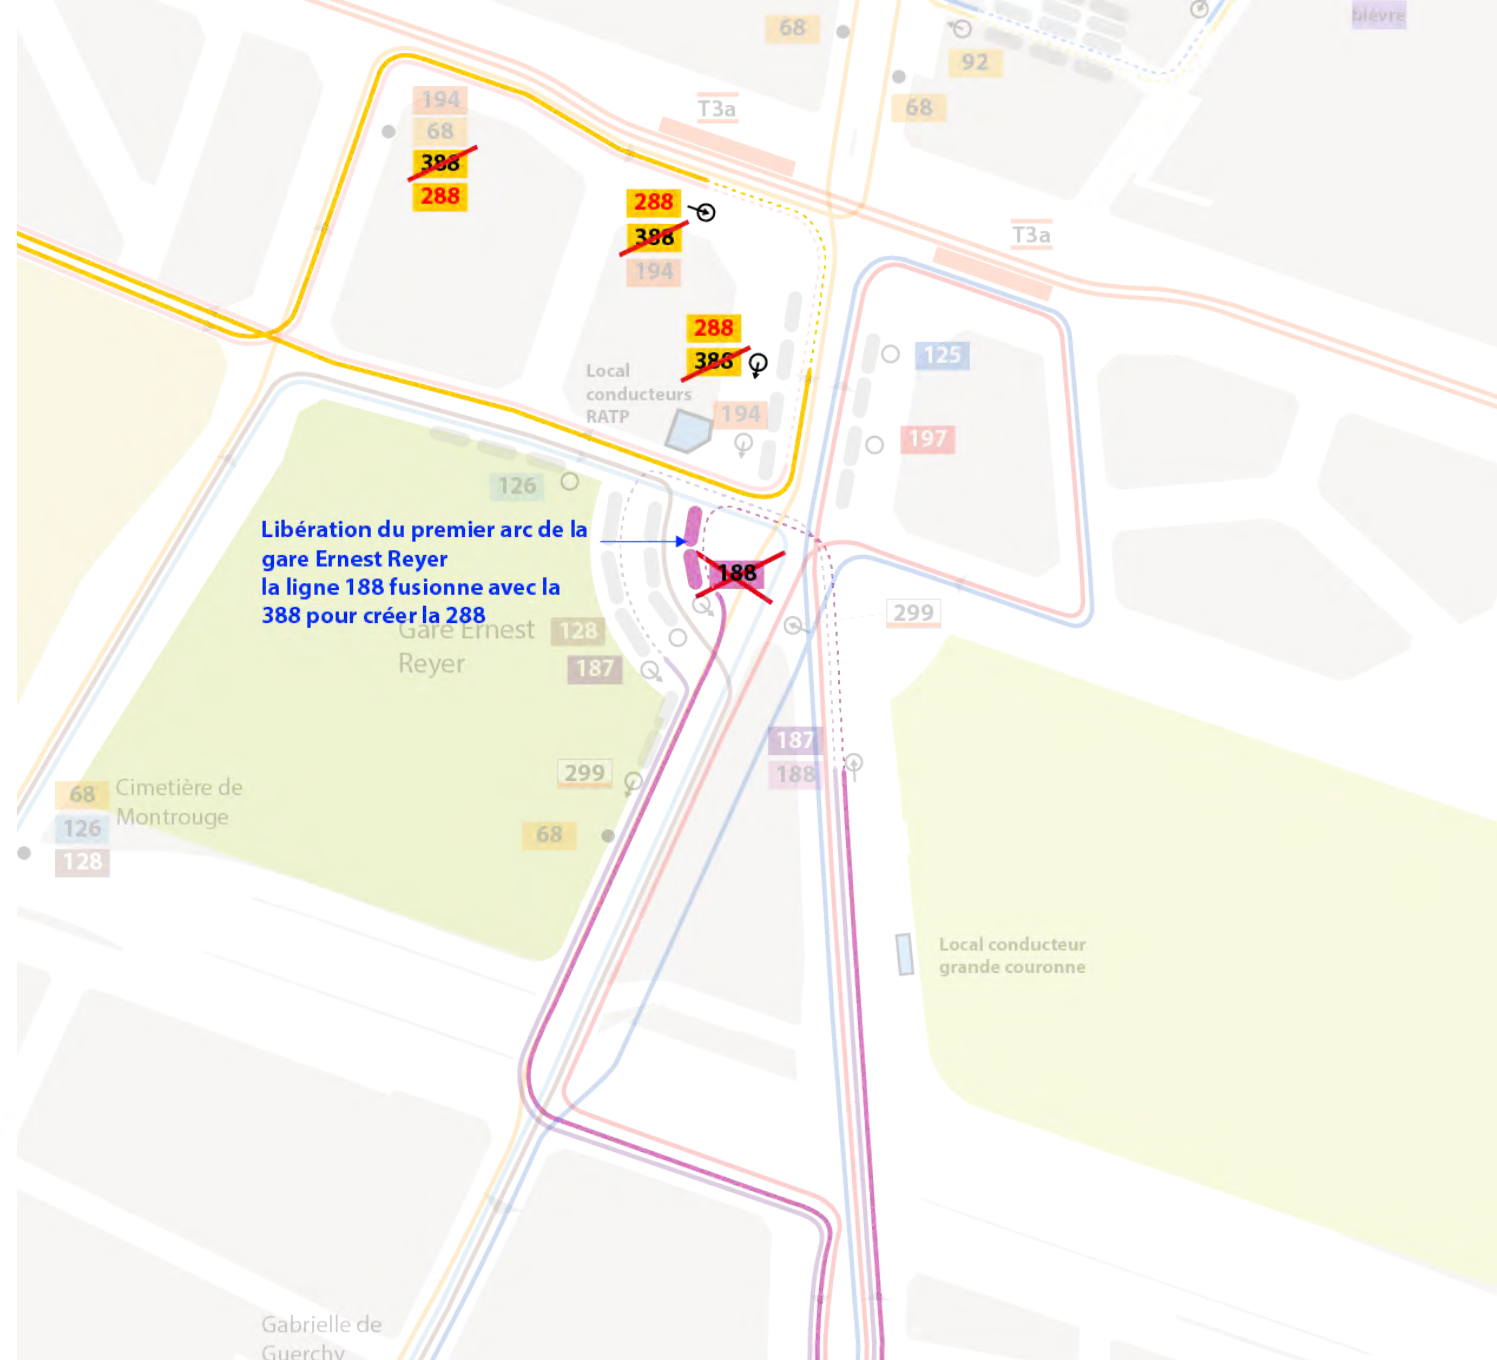 68
bièvre
92
68
T3a
194
68
388
288
288
388
194
T3a
288
388
125
Local
conducteurs
RATP
194
197
126
Libération du premier arc de la
gare Ernest Reyer
la ligne 188 fusionne avec la
388 pour créer la 288
188
299
Gare Ernest
Reyer
128
187
187
188
299
68
Cimetière de
Montrouge
68
126
128
Local conducteur
grande couronne
Gabrielle de
Guerchy